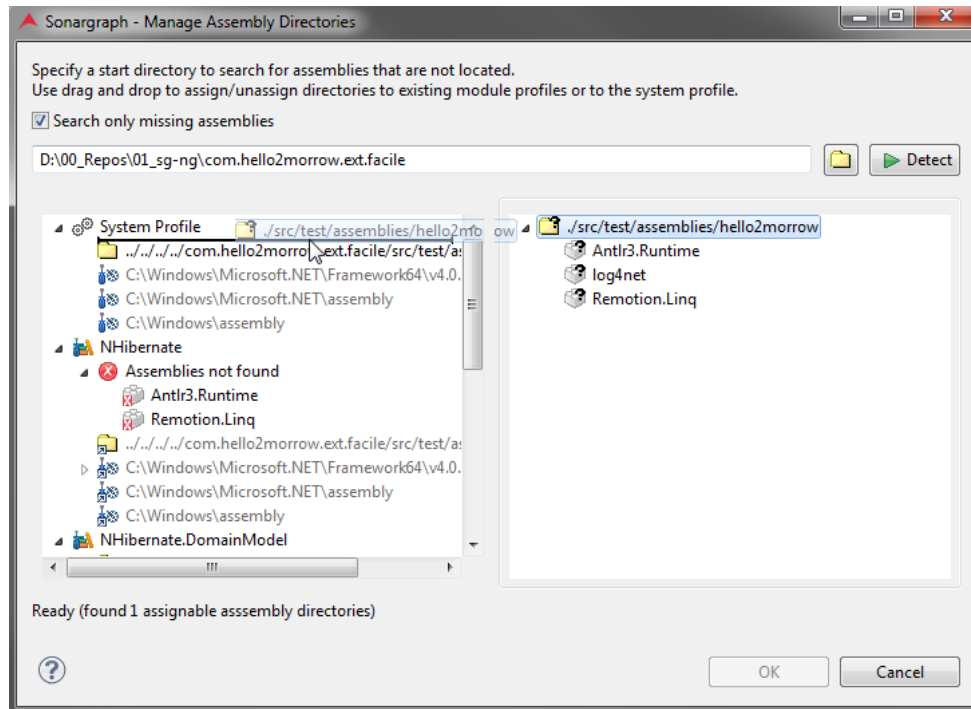 Sonargraph - Manage Assembly Directories
Specify a start directory to search for assemblies that are not located.
Use drag and drop to assign/unassign directories to existing module profiles or to the system profile.
Search only missing assemblies
D:\00_Repos\01_sg-ng\com.hello2morrow.ext.facile
Detect
System Profile
./src/test/assemblies/hello2morrow
../../../../com.hello2morrow.ext.facile/src/test/a
C:\Windows\Microsoft.NET\Framework64\v4.0.
C:\Windows\Microsoft.NET\assembly
C:\Windows\assembly
NHibernate
Assemblies not found
Antlr3.Runtime
Remotion.Linq
../../../../com.hello2morrow.ext.facile/src/test/a
C:\Windows\Microsoft.NET\Framework64\v4.0.
C:\Windows\Microsoft.NET\assembly
C:\Windows\assembly
NHibernate.DomainModel
./src/test/assemblies/hello2morrow
Antlr3.Runtime
log4net
Remotion.Linq
Ready (found 1 assignable asssembly directories)
OK
Cancel